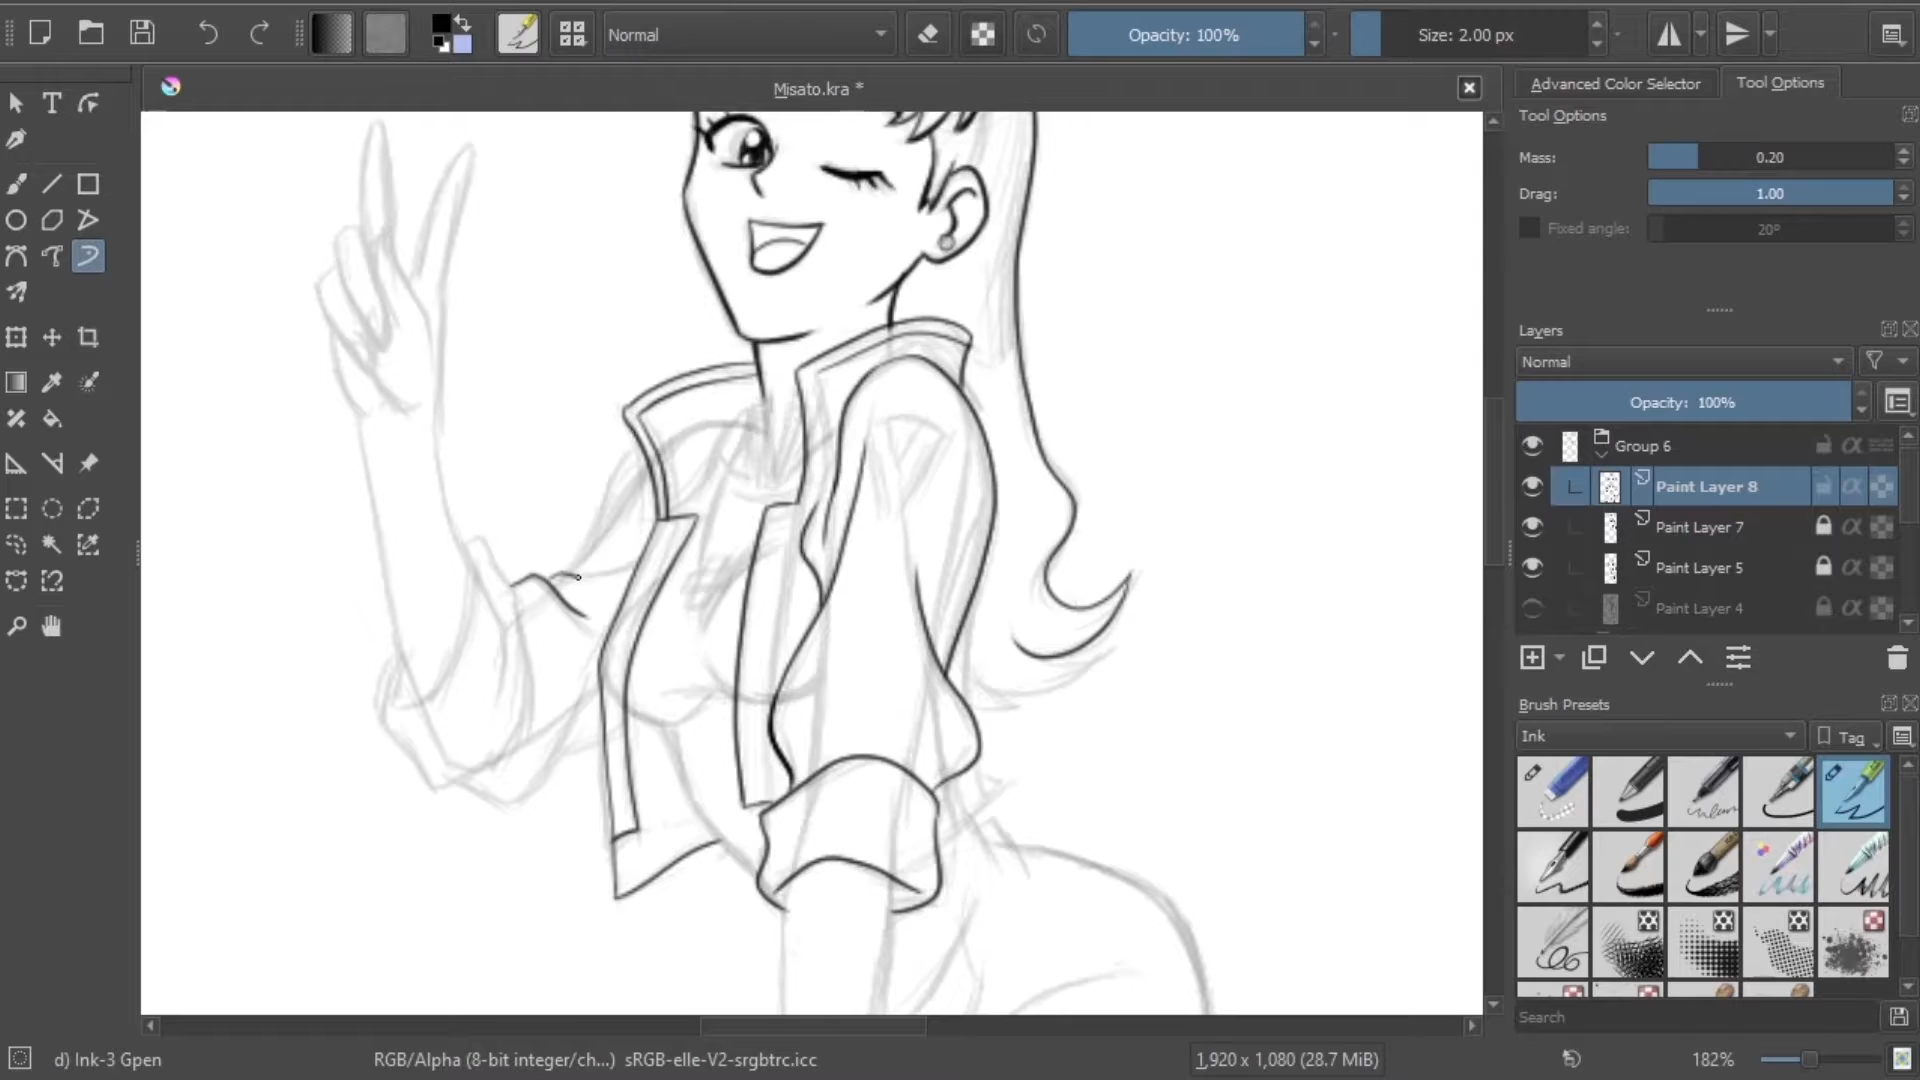 Normal
Opacity: 100%
Size: 2.00 px
Misato.kra *
Advanced Color Selector
Tool Options
Tool Options
Mass:
0.20
Drag:
1.00
Fixed angle:
20º
Layers
Normal
Opacity: 100%
Group 6
Paint Layer 8
Paint Layer 7
Paint Layer 5
Paint Layer 4
Brush Presets
Ink
Tag
Search
d) Ink-3 Gpen
RGB/Alpha (8-bit integer/ch...) sRGB-elle-V2-srgbtrc.icc
1,920 x 1,080 (28.7 MiB)
182%